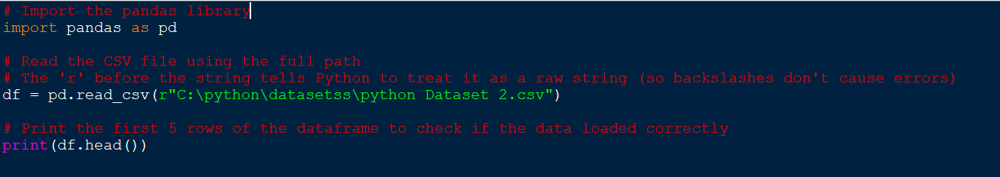 # Import the pandas library
import pandas as pd
# Read the CSV file using the full path
# The 'r' before the string tells Python to treat it as a raw string (so backslashes don't cause errors)
df = pd.read_csv(r"C:\python\datasetss\python Dataset 2.csv")
# Print the first 5 rows of the dataframe to check if the data loaded correctly
print(df.head())